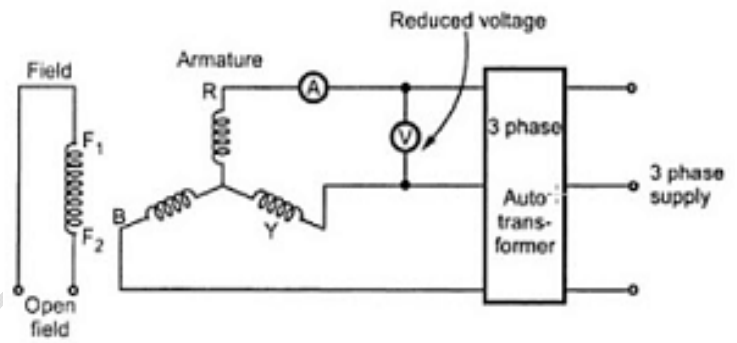 Reduced voltage
Armature
Field
R
A
F1
3 phase
V
3 phase
supply
B
Y
Auto-
trans-
former
F2
Open
field